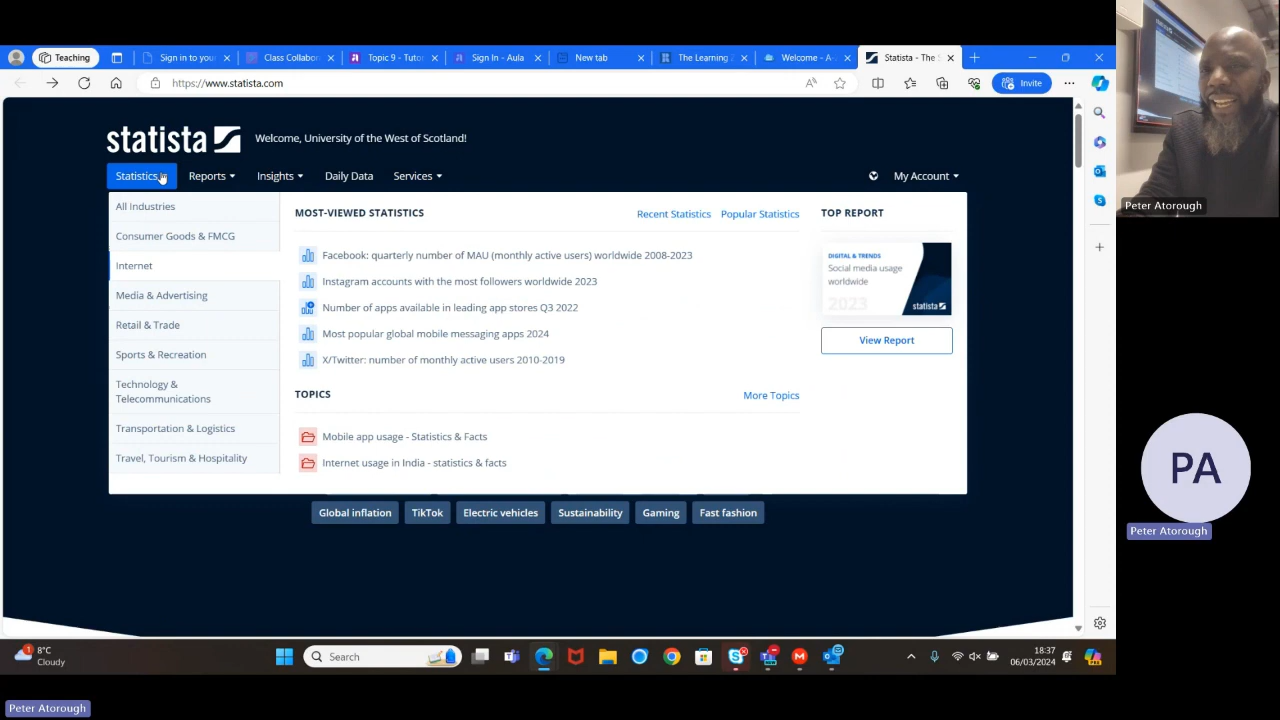 Teaching
Sign in to you
Class Collabor
Topic 9 - Tutor
Sign In - Aula
New tab
The Learning
Welcome - A
Statista - The S
https://www.statista.com
Invite
statista
Welcome, University of the West of Scotland!
Statistics
Reports
Insights
Daily Data
Services
My Account
All Industries
Consumer Goods & FMCG
Internet
Media & Advertising
Retail & Trade
Sports & Recreation
Technology &
Telecommunications
Transportation & Logistics
Travel, Tourism & Hospitality
MOST-VIEWED STATISTICS
Recent Statistics
Popular Statistics
Facebook: quarterly number of MAU (monthly active users) worldwide 2008-2023
Instagram accounts with the most followers worldwide 2023
Number of apps available in leading app stores Q3 2022
Most popular global mobile messaging apps 2024
X/Twitter: number of monthly active users 2010-2019
TOPICS
More Topics
Mobile app usage - Statistics & Facts
Internet usage in India - statistics & facts
TOP REPORT
DIGITAL & TRENDS
Social media usage
worldwide
2023
statista
View Report
Global inflation
TikTok
Electric vehicles
Sustainability
Gaming
Fast fashion
Peter Atorough
PA
Peter Atorough
1
8°C
Cloudy
Search
18:37
06/03/2024
Peter Atorough